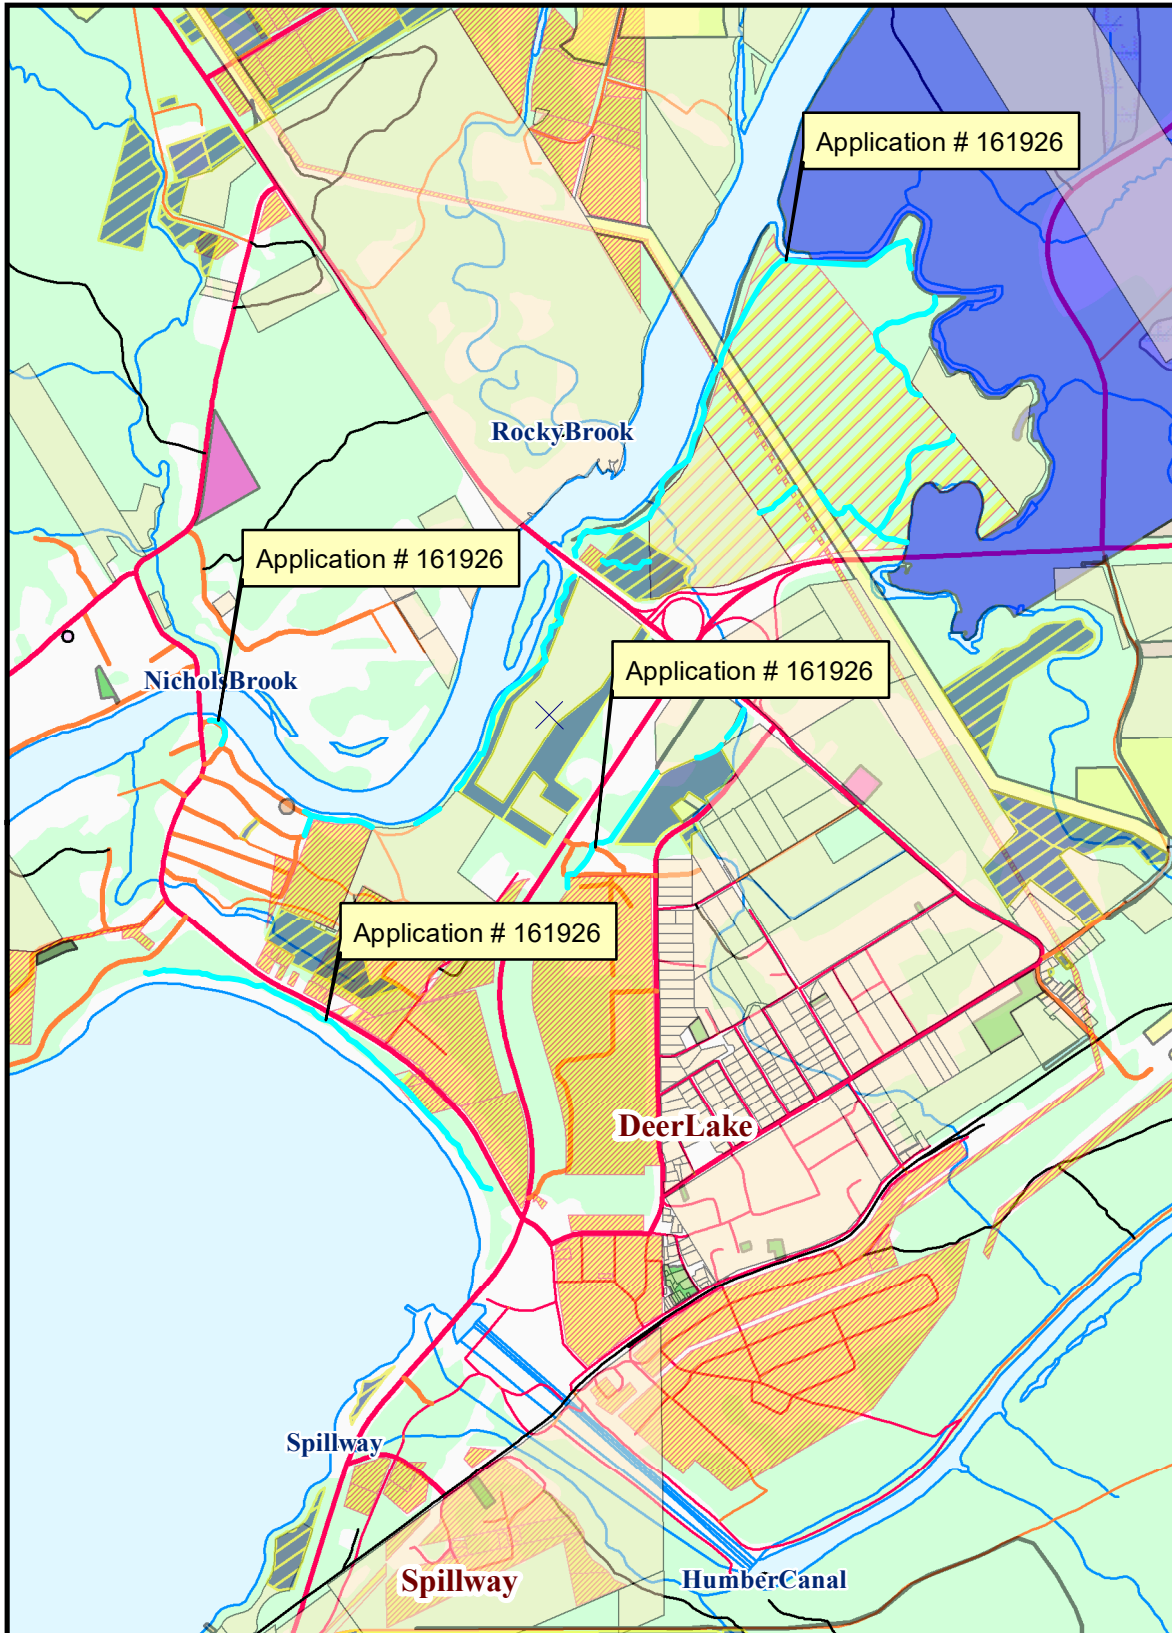 Application # 161926
RockyBrook
Application # 161926
Application # 161926
NicholsBrook
Application # 161926
DeerLake
Spillway
Spillway
HumberCanal